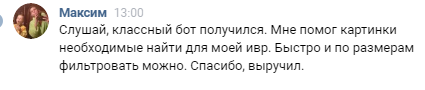 Максим 13:00
Слушай, классный бот получился. Мне помог картинки
необходимые найти для моей ивр. Быстро и по размерам
фильтровать можно. Спасибо, выручил.